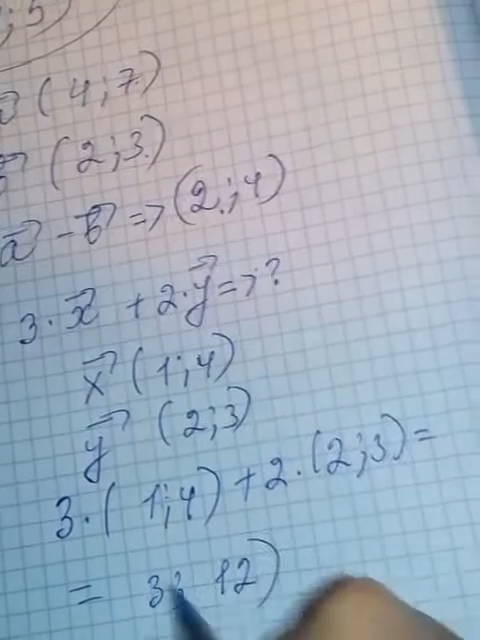 ; 5)
a⃗ (4; 7)
b⃗ (2; 3)
a⃗ - b⃗ => (2; 4)
3 · x⃗ + 2 · y⃗ => ?
x⃗ (1; 4)
y⃗ (2; 3)
3 · (1; 4) + 2 · (2; 3) =
= 3; 12)